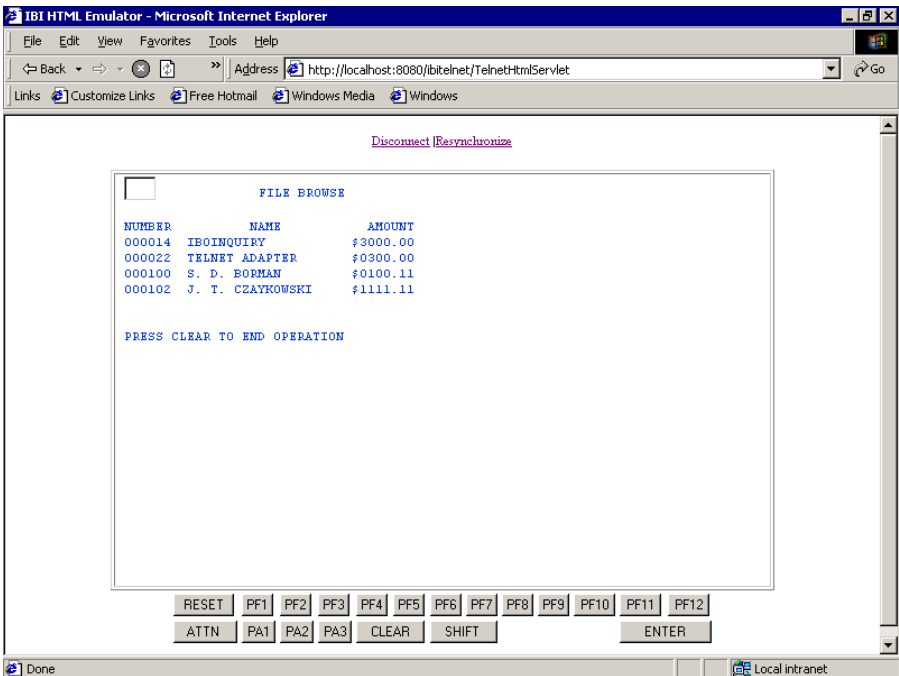 IBI HTML Emulator - Microsoft Internet Explorer
File Edit View Favorites Tools Help
Back » Address http://localhost:8080/ibitelnet/TelnetHtmlServlet Go
Links Customize Links Free Hotmail Windows Media Windows
Disconnect |Resynchronize
FILE BROWSE
NUMBER NAME AMOUNT
000014 IBOINQUIRY $3000.00
000022 TELNET ADAPTER $0300.00
000100 S. D. BORMAN $0100.11
000102 J. T. CZAYKOWSKI $1111.11
PRESS CLEAR TO END OPERATION
RESET PF1 PF2 PF3 PF4 PF5 PF6 PF7 PF8 PF9 PF10 PF11 PF12
ATTN PA1 PA2 PA3 CLEAR SHIFT ENTER
Done Local intranet